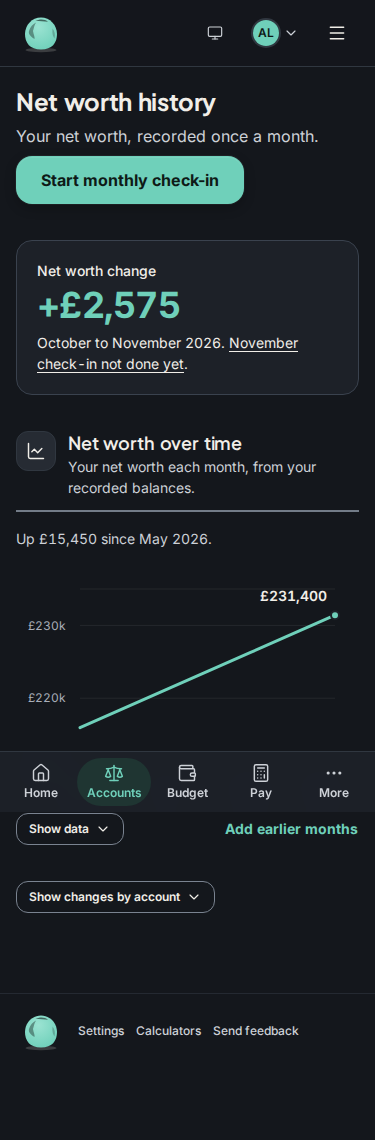 AL
Net worth history
Your net worth, recorded once a month.
Start monthly check-in
Net worth change
+£2,575
October to November 2026. November
check-in not done yet.
Net worth over time
Your net worth each month, from your
recorded balances.
Up £15,450 since May 2026.
£231,400
£230k
£220k
Home
Accounts
Budget
Pay
More
Show data
Add earlier months
Show changes by account
Settings
Calculators
Send feedback